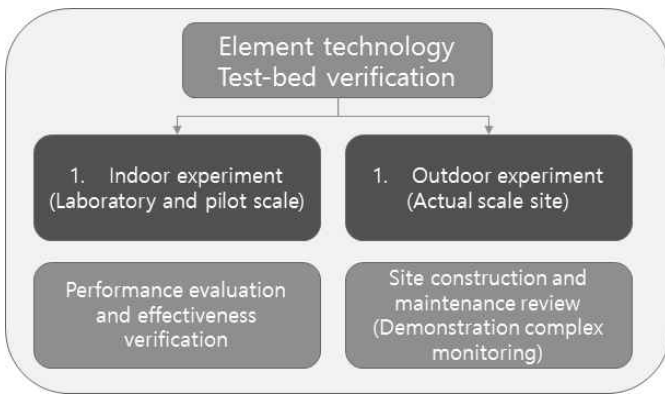 Element technology
Test-bed verification
1. Indoor experiment
(Laboratory and pilot scale)
1. Outdoor experiment
(Actual scale site)
Performance evaluation
and effectiveness
verification
Site construction and
maintenance review
(Demonstration complex
monitoring)